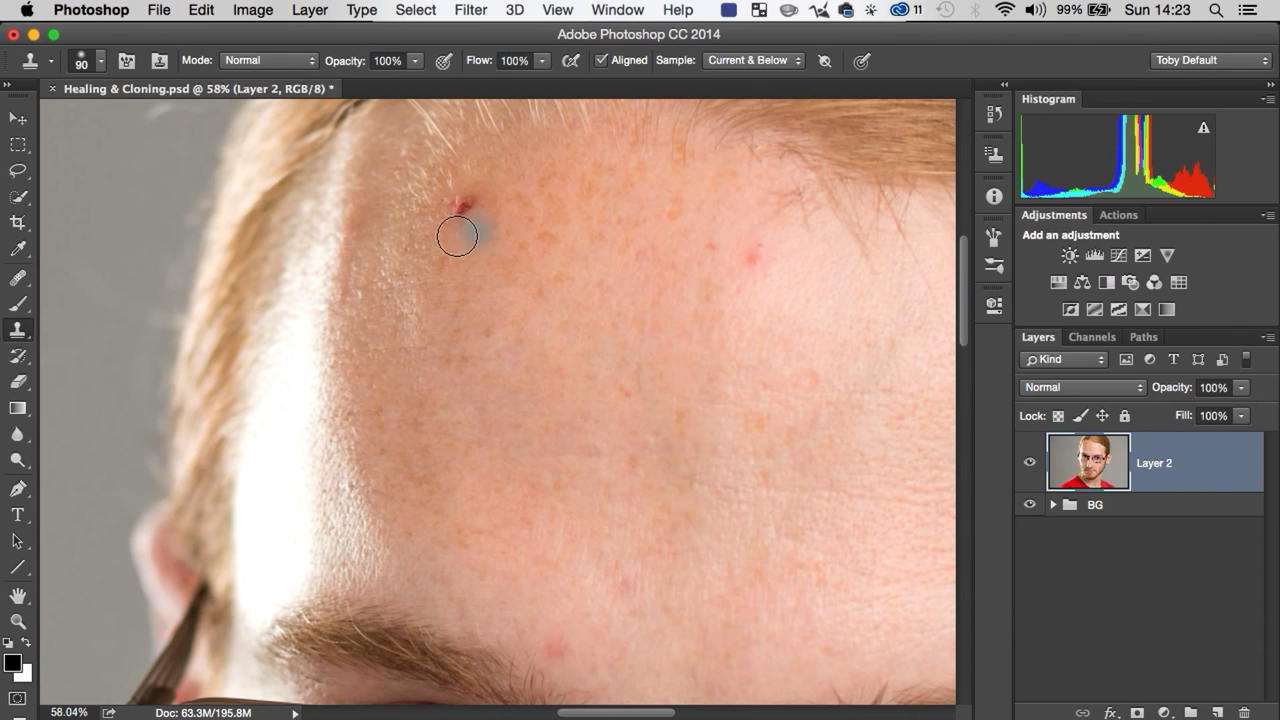 Photoshop File Edit Image Layer Type Select Filter 3D View Window Help 11 99% Sun 14:23
Adobe Photoshop CC 2014
90 Mode: Normal Opacity: 100% Flow: 100% Aligned Sample: Current & Below Toby Default
× Healing & Cloning.psd @ 58% (Layer 2, RGB/8) *
Histogram
Adjustments Actions
Add an adjustment
Layers Channels Paths
Kind T
Normal Opacity: 100%
Lock: Fill: 100%
Layer 2
BG
T
fx
58.04% Doc: 63.3M/195.8M